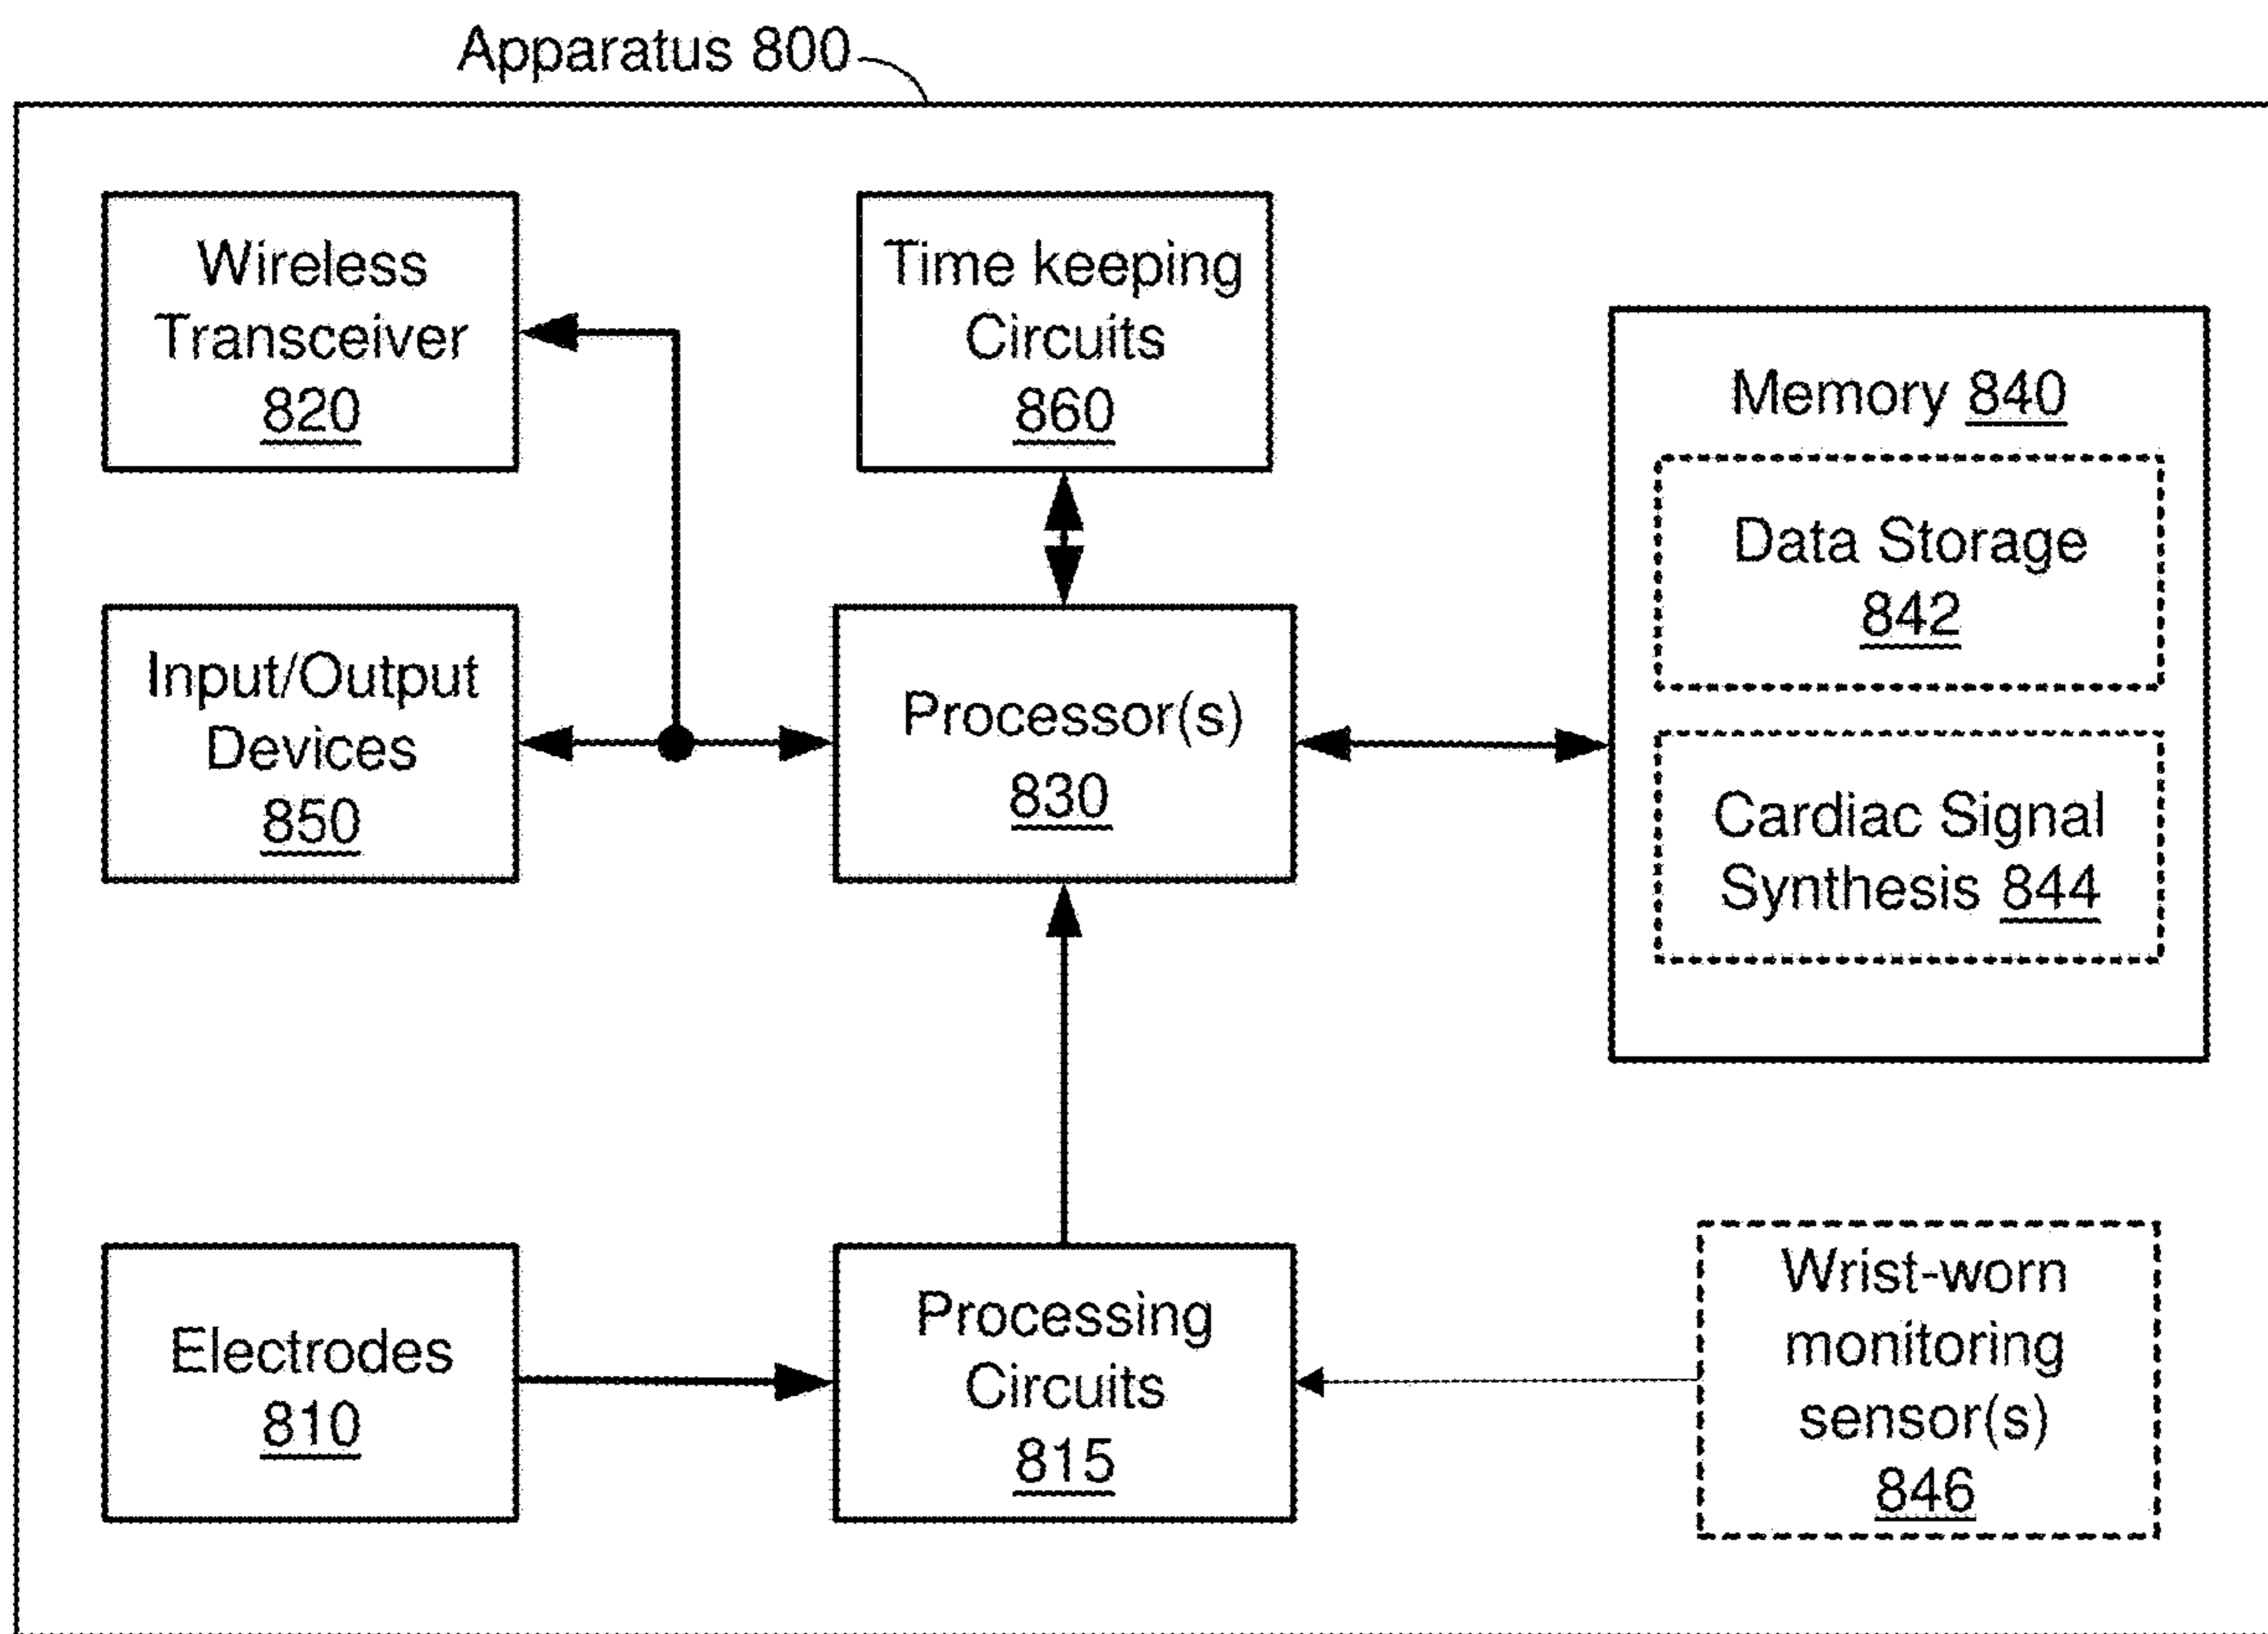 Apparatus 800
Wireless
Transceiver
820
Time keeping
Circuits
860
Memory 840
Data Storage
842
Cardiac Signal
Synthesis 844
Input/Output
Devices
850
Processor(s)
830
Electrodes
810
Processing
Circuits
815
Wrist-worn
monitoring
sensor(s)
846